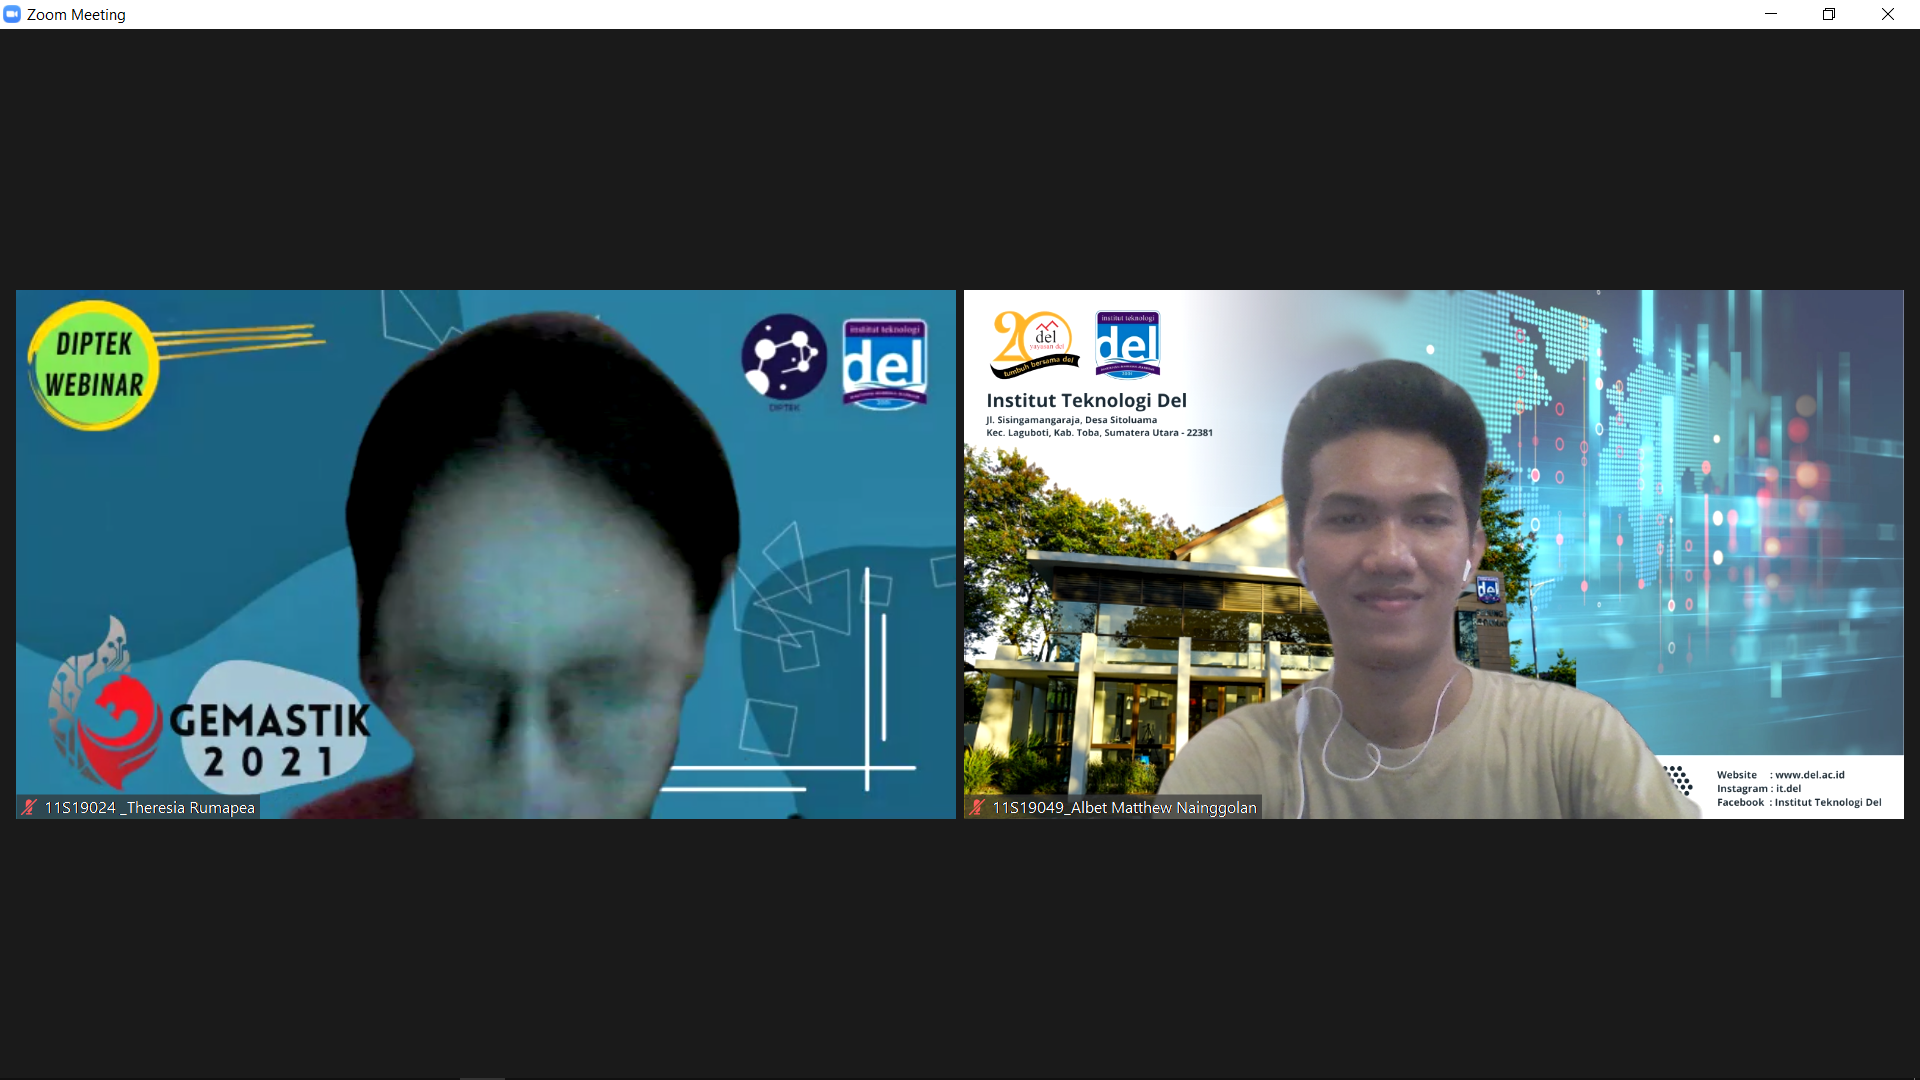 Zoom Meeting
DIPTEK
WEBINAR
DIPTEK
institut teknologi
del
GEMASTIK
2021
11S19024 _Theresia Rumapea
20
del
yayasan del
tumbuh bersama del
institut teknologi
del
Institut Teknologi Del
Jl. Sisingamangaraja, Desa Sitoluama
Kec. Laguboti, Kab. Toba, Sumatera Utara - 22381
del
Website : www.del.ac.id
Instagram : it.del
Facebook : Institut Teknologi Del
11S19049_Albet Matthew Nainggolan